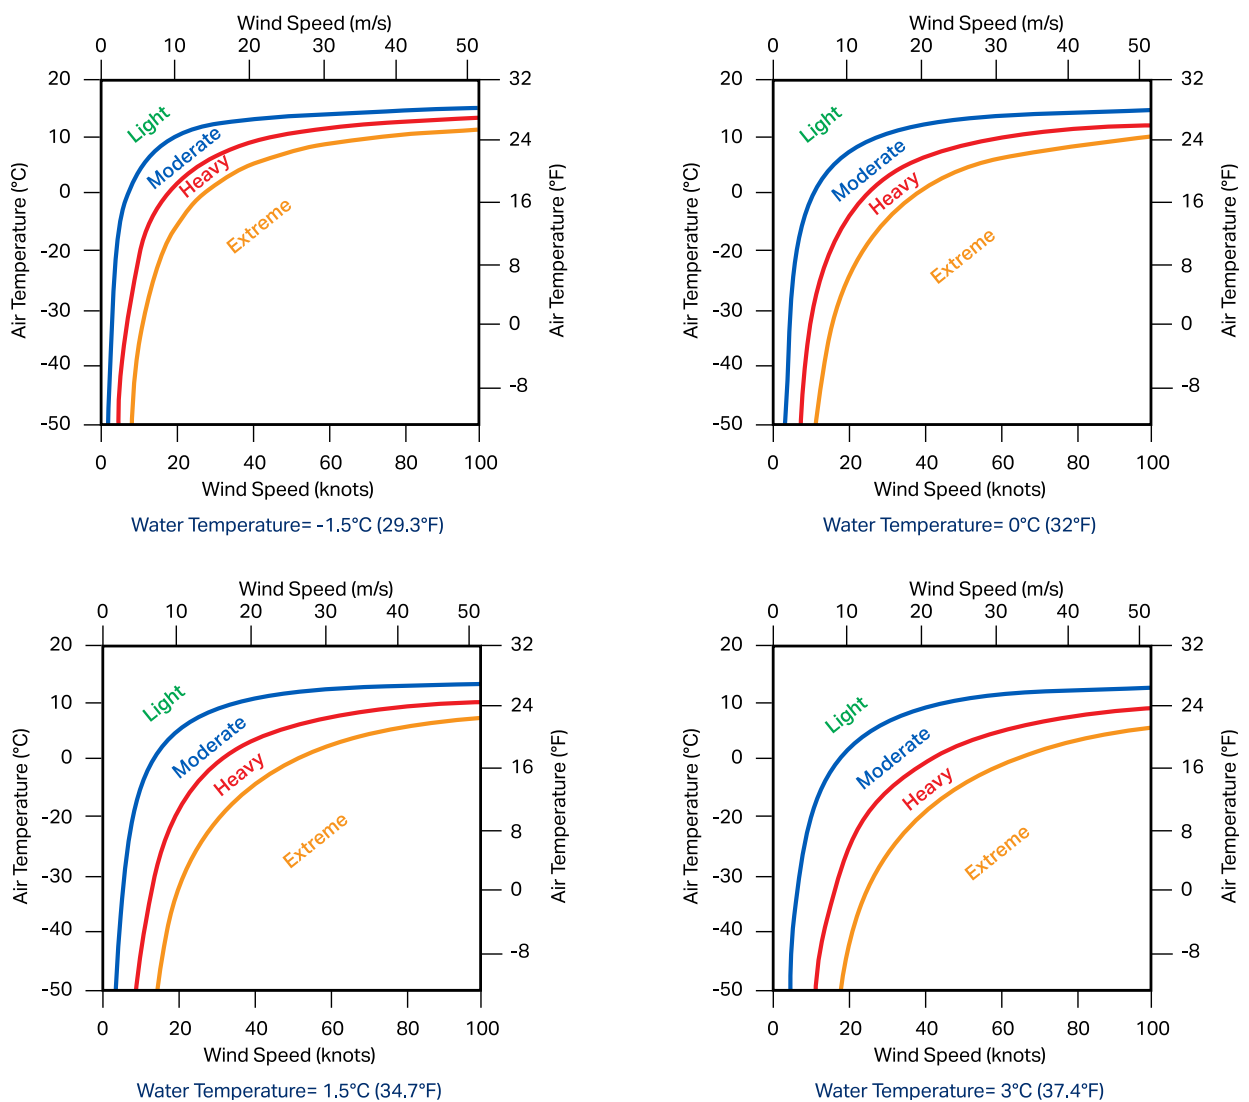 Wind Speed (m/s)
0 10 20 30 40 50
20
10
0
-20
-30
-40
-50
Air Temperature (°C)
Light
Moderate
Heavy
Extreme
32
24
16
8
0
-8
Air Temperature (°F)
0 20 40 60 80 100
Wind Speed (knots)
Water Temperature= -1.5°C (29.3°F)
Wind Speed (m/s)
0 10 20 30 40 50
20
10
0
-20
-30
-40
-50
Air Temperature (°C)
Light
Moderate
Heavy
Extreme
32
24
16
8
0
-8
Air Temperature (°F)
0 20 40 60 80 100
Wind Speed (knots)
Water Temperature= 0°C (32°F)
Wind Speed (m/s)
0 10 20 30 40 50
20
10
0
-20
-30
-40
-50
Air Temperature (°C)
Light
Moderate
Heavy
Extreme
32
24
16
8
0
-8
Air Temperature (°F)
0 20 40 60 80 100
Wind Speed (knots)
Water Temperature= 1.5°C (34.7°F)
Wind Speed (m/s)
0 10 20 30 40 50
20
10
0
-20
-30
-40
-50
Air Temperature (°C)
Light
Moderate
Heavy
Extreme
32
24
16
8
0
-8
Air Temperature (°F)
0 20 40 60 80 100
Wind Speed (knots)
Water Temperature= 3°C (37.4°F)